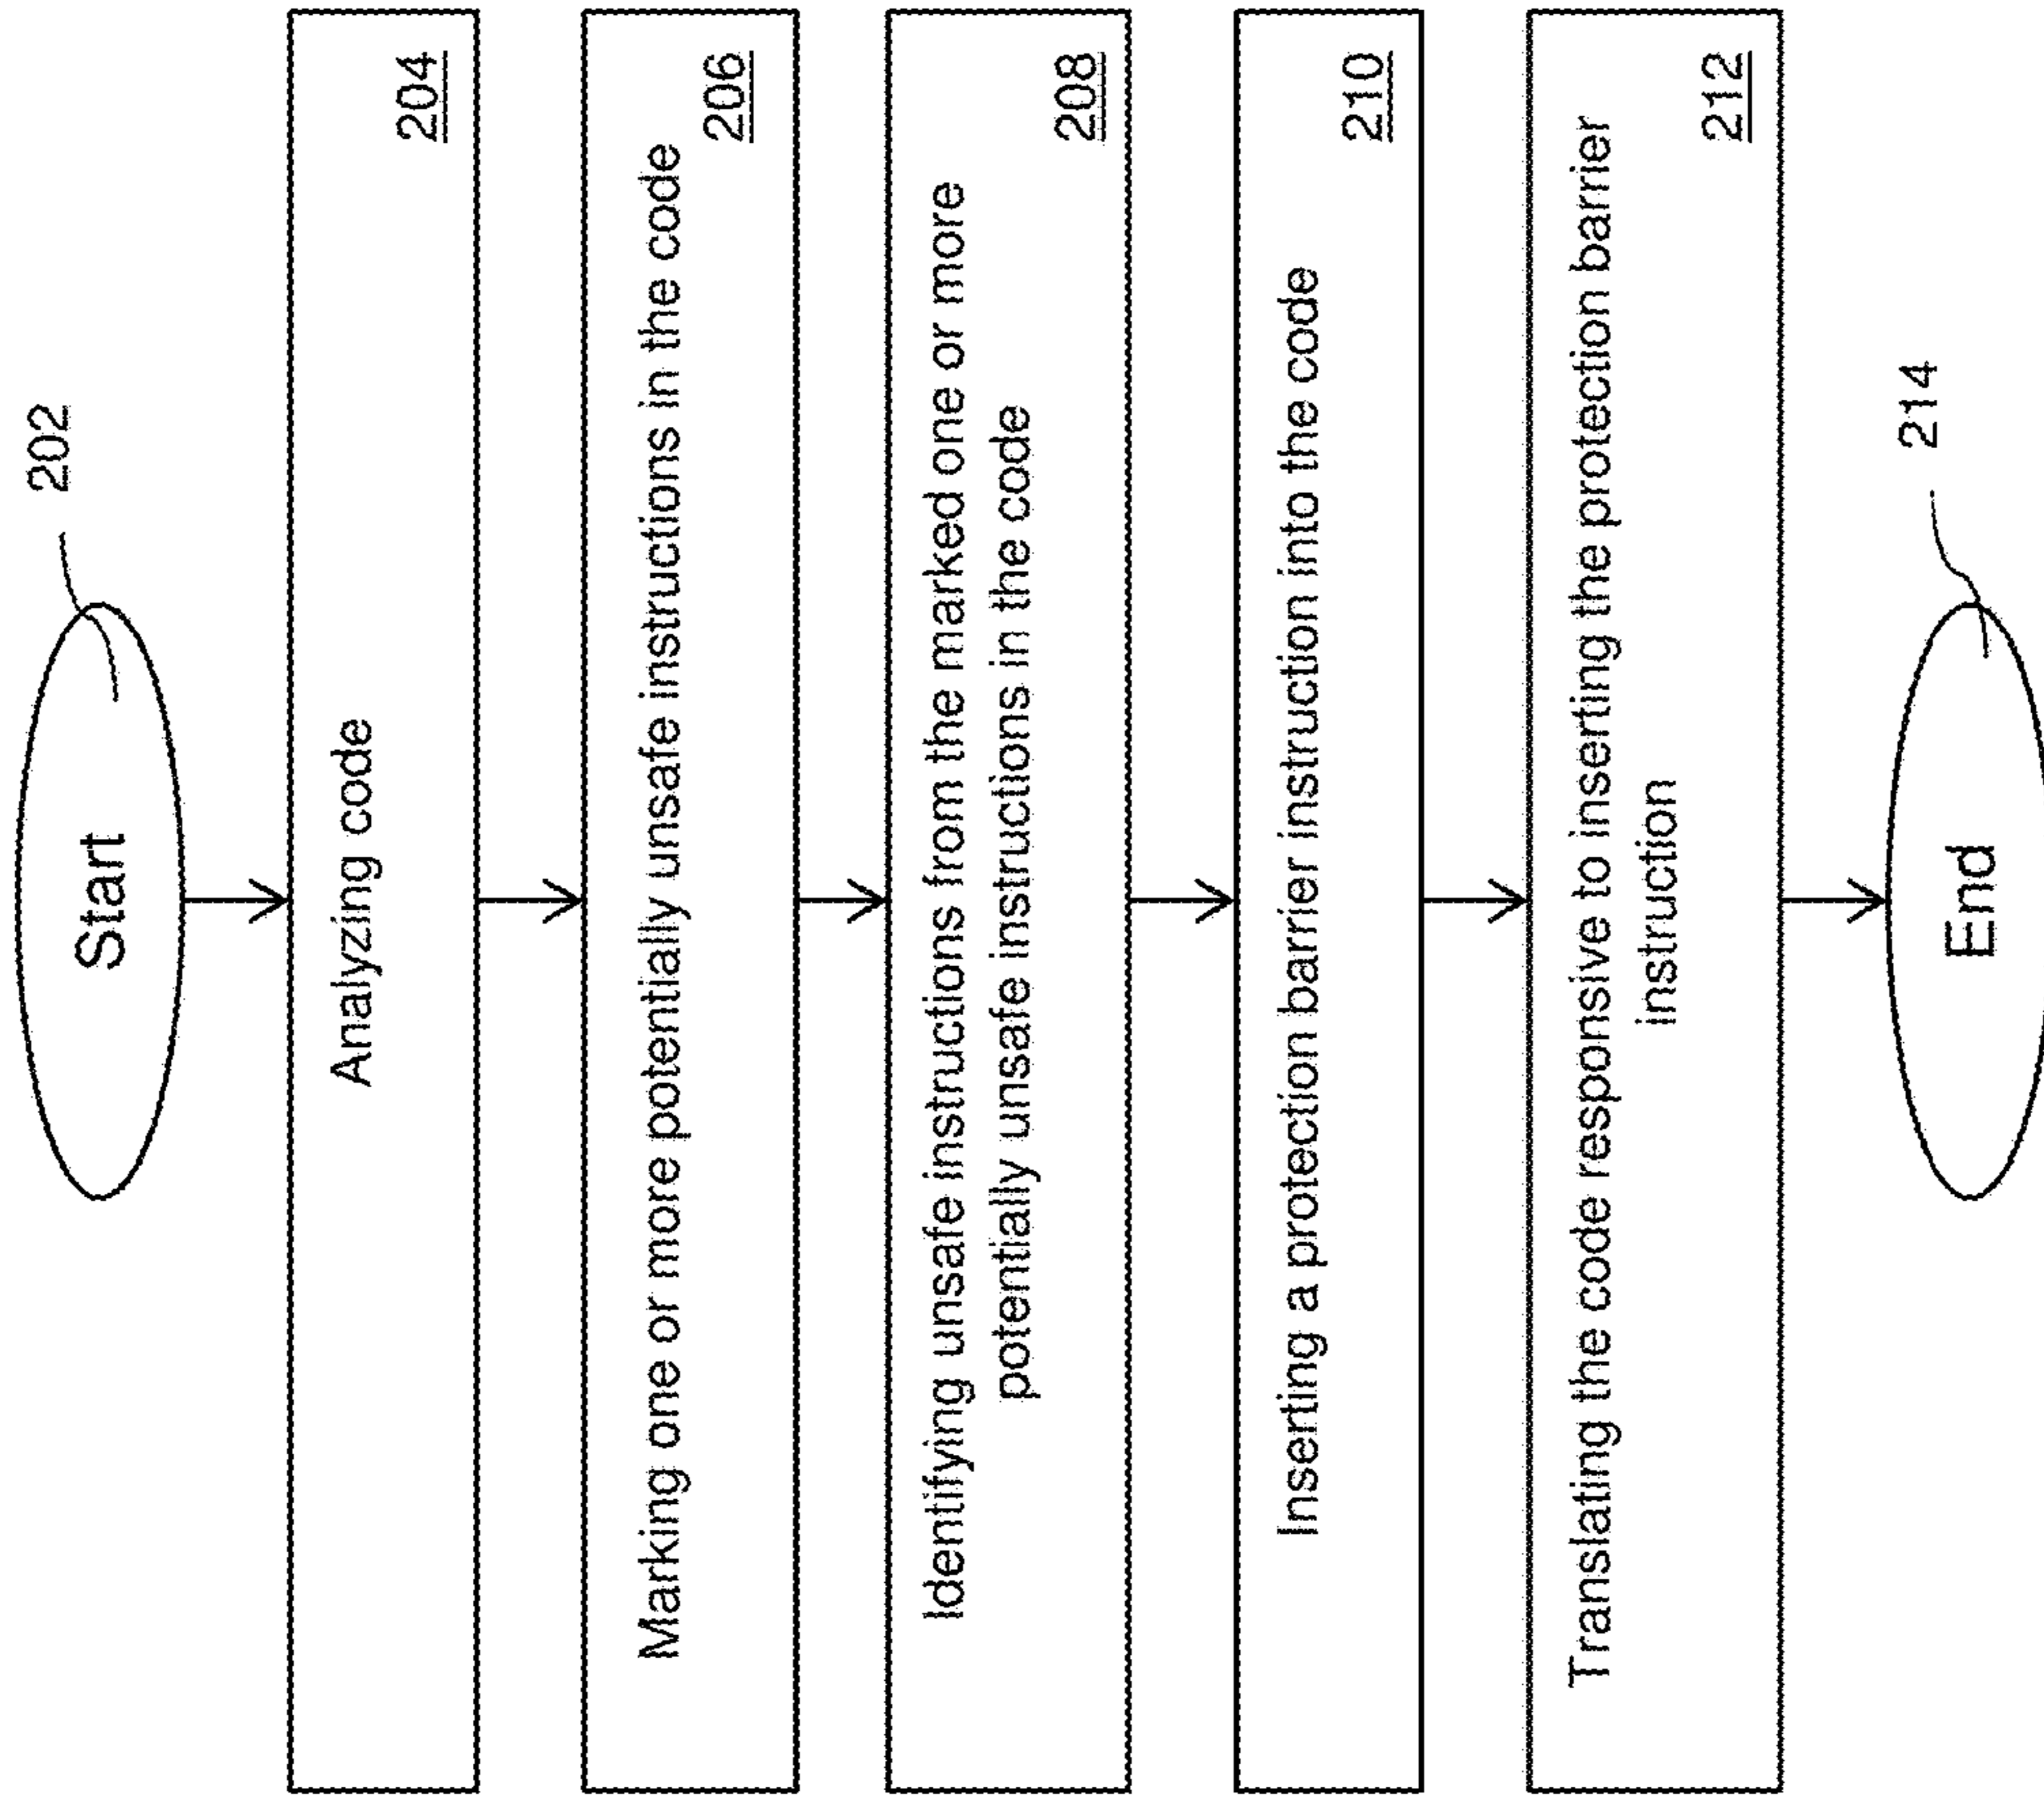 202
Start
Analyzing code
204
Marking one or more potentially unsafe instructions in the code
206
Identifying unsafe instructions from the marked one or more
potentially unsafe instructions in the code
208
Inserting a protection barrier instruction into the code
210
Translating the code responsive to inserting the protection barrier
instruction
212
214
End